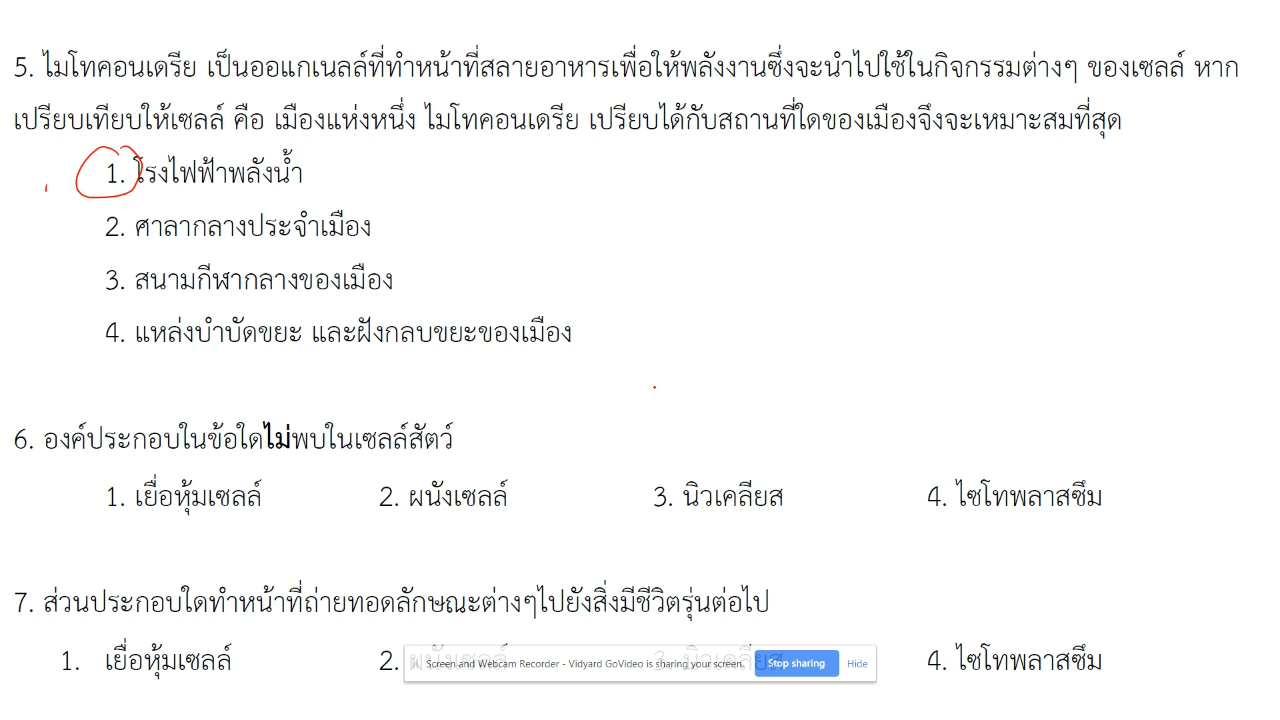 5. ไมโทคอนเดรีย เป็นออแกเนลล์ที่ทำหน้าที่สลายอาหารเพื่อให้พลังงานซึ่งจะนำไปใช้ในกิจกรรมต่างๆ ของเซลล์ หาก
เปรียบเทียบให้เซลล์ คือ เมืองแห่งหนึ่ง ไมโทคอนเดรีย เปรียบได้กับสถานที่ใดของเมืองจึงจะเหมาะสมที่สุด
1. โรงไฟฟ้าพลังน้ำ
2. ศาลากลางประจำเมือง
3. สนามกีฬากลางของเมือง
4. แหล่งบำบัดขยะ และฝังกลบขยะของเมือง
6. องค์ประกอบในข้อใดไม่พบในเซลล์สัตว์
1. เยื่อหุ้มเซลล์ 2. ผนังเซลล์ 3. นิวเคลียส 4. ไซโทพลาสซึม
7. ส่วนประกอบใดทำหน้าที่ถ่ายทอดลักษณะต่างๆไปยังสิ่งมีชีวิตรุ่นต่อไป
1. เยื่อหุ้มเซลล์ 2. ผนังเซลล์ 3. นิวเคลียส 4. ไซโทพลาสซึม
Screen and Webcam Recorder - Vidyard GoVideo is sharing your screen. Stop sharing Hide